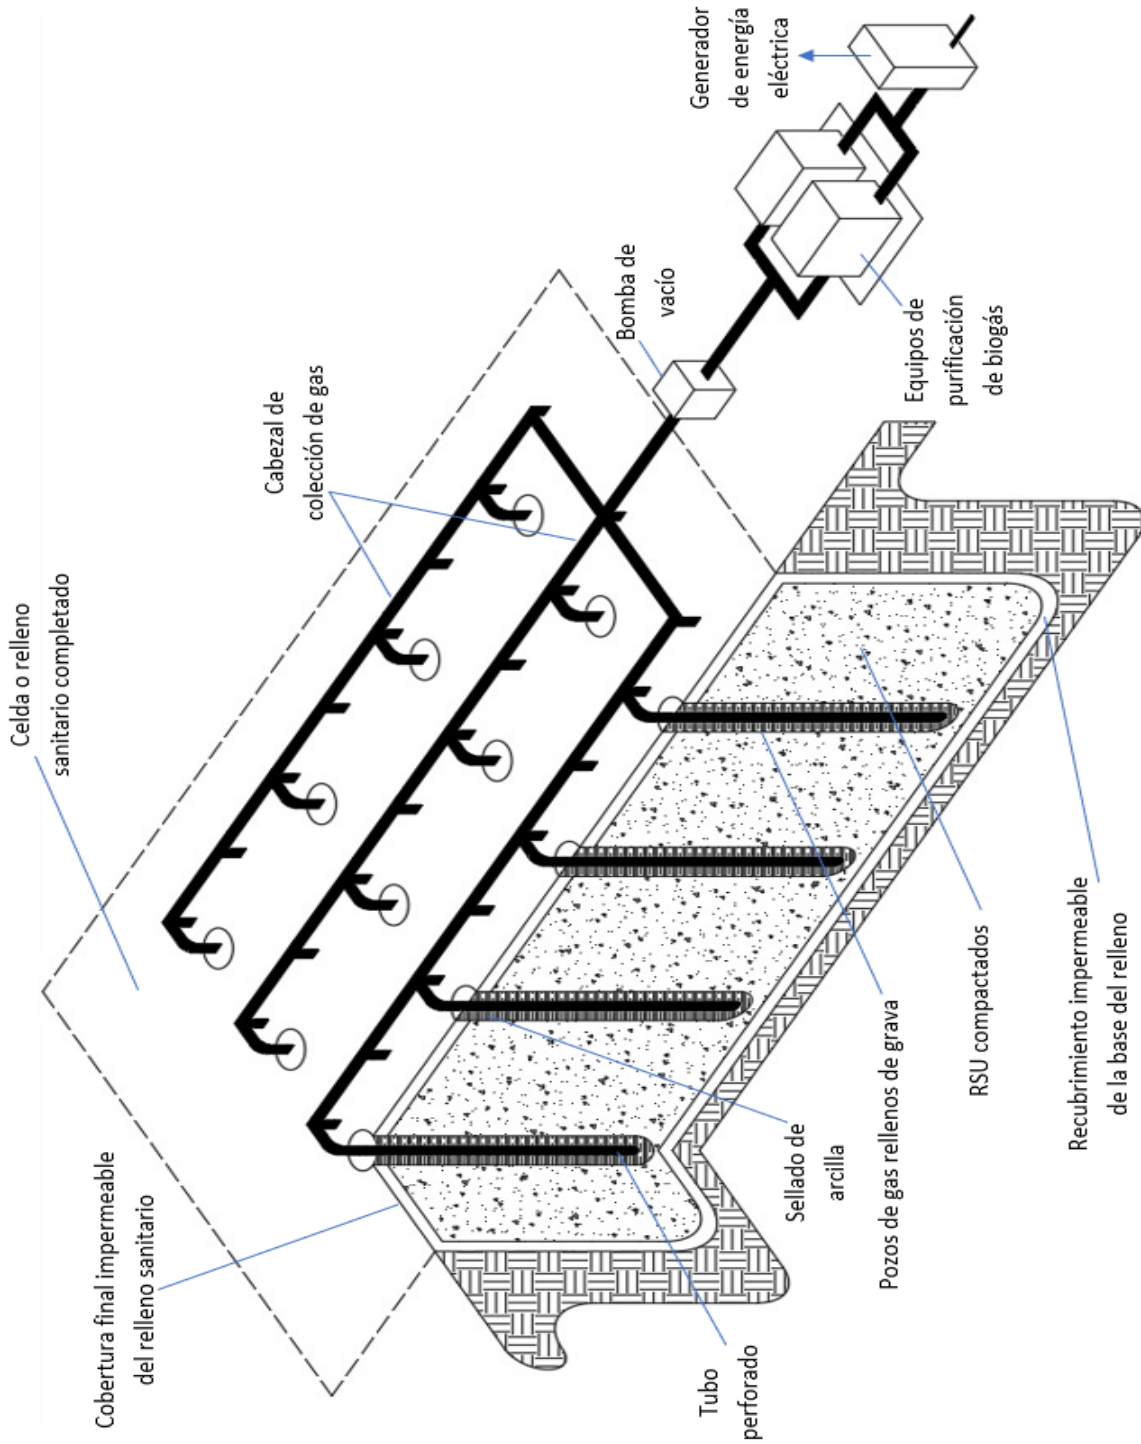 Celda o relleno
sanitario completado
Cabezal de
colección de gas
Bomba de
vacío
Generador
de energía
eléctrica
Equipos de
purificación
de biogás
Cobertura final impermeable
del relleno sanitario
Tubo
perforado
Sellado de
arcilla
Pozos de gas rellenos de grava
RSU compactados
Recubrimiento impermeable
de la base del relleno